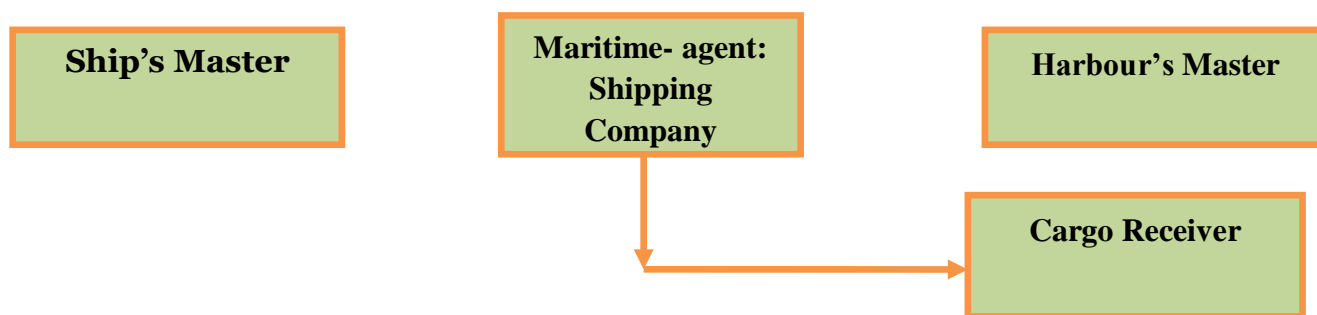 Ship’s Master
Maritime- agent:
Shipping
Company
Harbour’s Master
Cargo Receiver